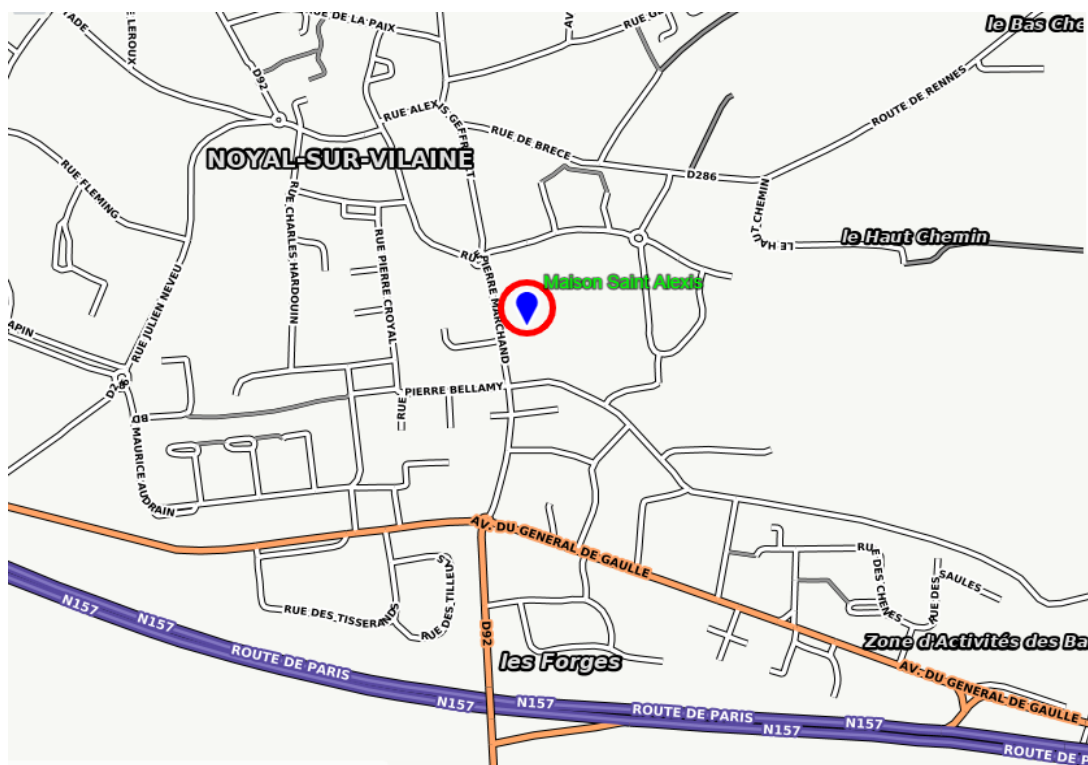 RUE DE LA PAIX
le Bas Che
LEROUX
D92
ROUTE DE RENNES
RUE ALEXIS GEFFRAULT
RUE DE BRECE
NOYAL-SUR-VILAINE
D286
RUE FLEMING
RUE CHARLES HARDOUIN
LE HAUT CHEMIN
le Haut Chemin
RUE PIERRE CROYAL
RUE PIERRE MARCHAND
Maison Saint Alexis
RUE JULIEN NEVEU
APIN
PIERRE BELLAMY
RUE
BD MAURICE AUDRAIN
AV. DU GENERAL DE GAULLE
RUE DES CHENES
RUE DES SAULES
RUE DES TISSERANDS
RUE DES TILLEULS
N157
N157
D92
Zone d'Activités des Ba
les Forges
ROUTE DE PARIS
AV. DU GENERAL DE GAULLE
N157
N157
ROUTE DE PARIS
N157
N157
ROUTE DE P